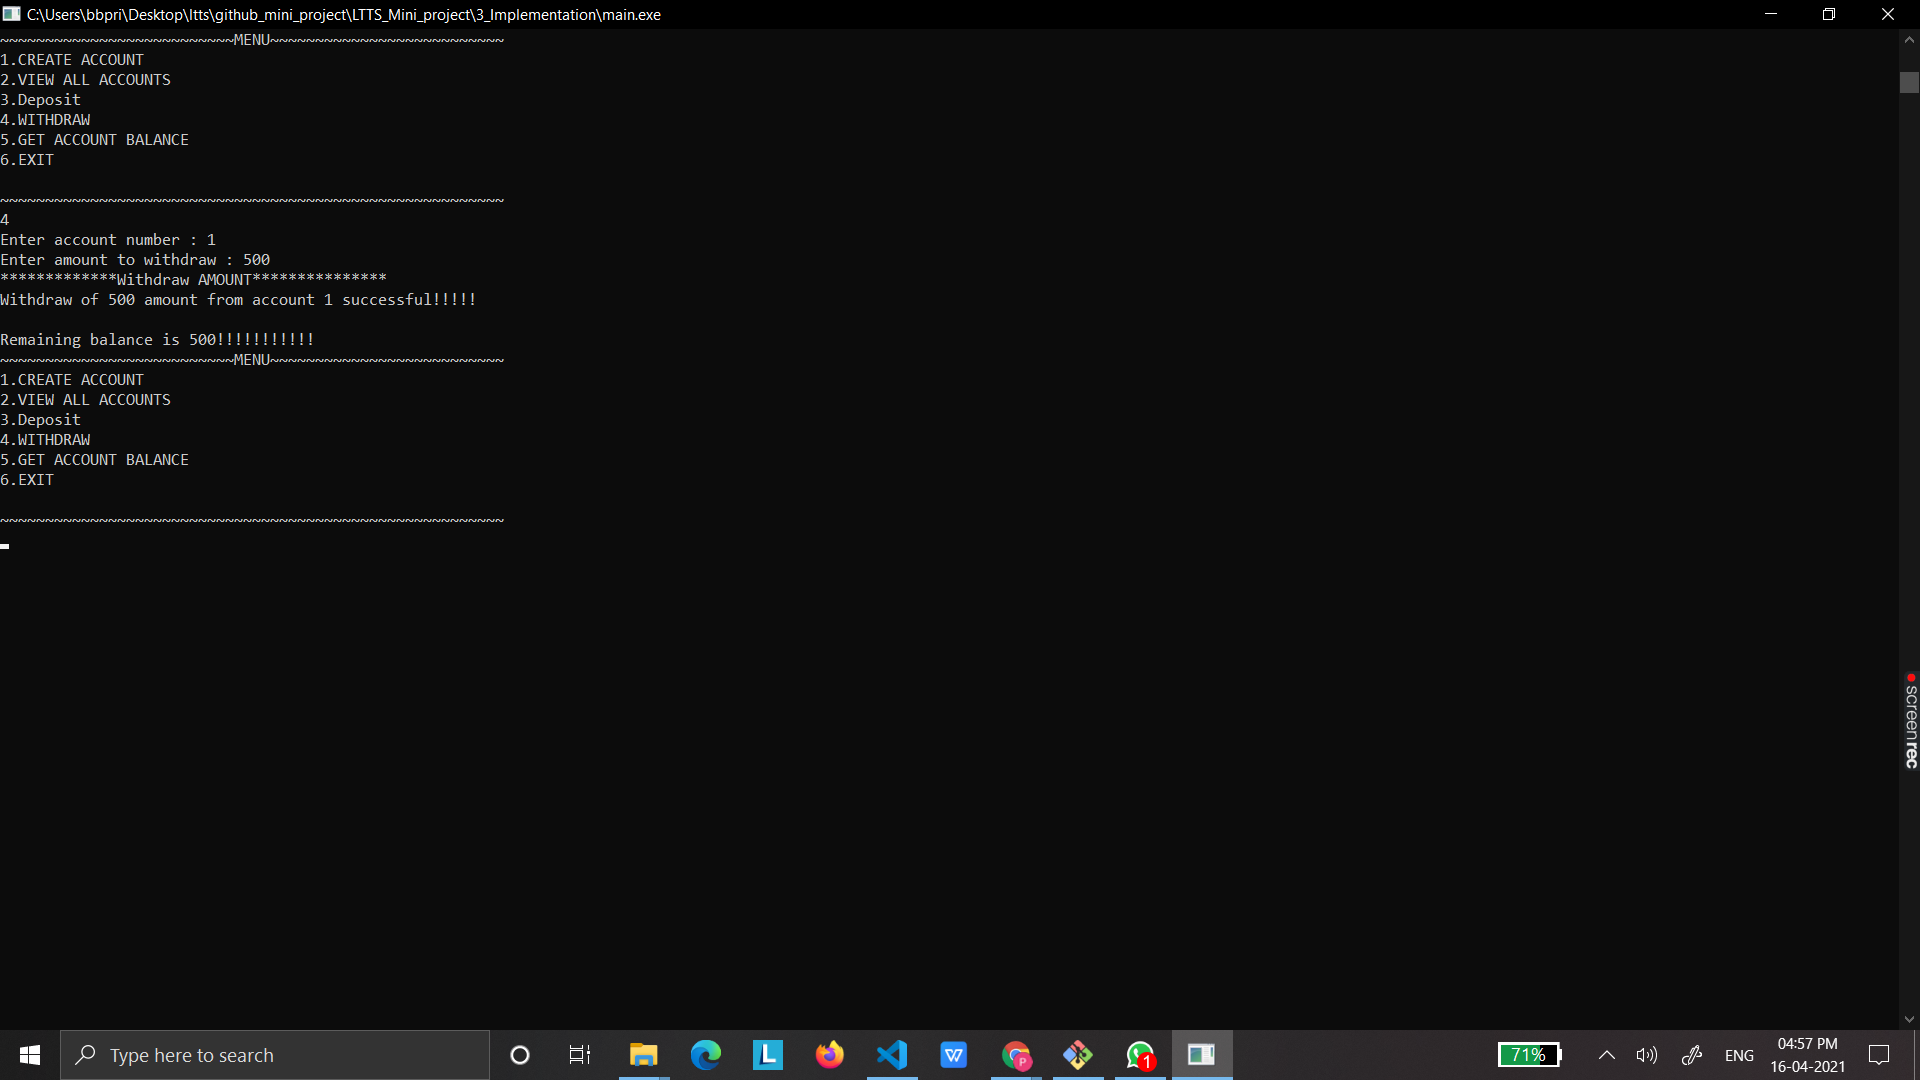 C:\Users\bbpri\Desktop\ltts\github_mini_project\LTTS_Mini_project\3_Implementation\main.exe
~~~~~~~~~~~~~~~~~~~~~~~~~~MENU~~~~~~~~~~~~~~~~~~~~~~~~~~
1.CREATE ACCOUNT
2.VIEW ALL ACCOUNTS
3.Deposit
4.WITHDRAW
5.GET ACCOUNT BALANCE
6.EXIT
~~~~~~~~~~~~~~~~~~~~~~~~~~~~~~~~~~~~~~~~~~~~~~~~~~~~~~~~
4
Enter account number : 1
Enter amount to withdraw : 500
*************Withdraw AMOUNT***************
Withdraw of 500 amount from account 1 successful!!!!!
Remaining balance is 500!!!!!!!!!!!
~~~~~~~~~~~~~~~~~~~~~~~~~~MENU~~~~~~~~~~~~~~~~~~~~~~~~~~
1.CREATE ACCOUNT
2.VIEW ALL ACCOUNTS
3.Deposit
4.WITHDRAW
5.GET ACCOUNT BALANCE
6.EXIT
~~~~~~~~~~~~~~~~~~~~~~~~~~~~~~~~~~~~~~~~~~~~~~~~~~~~~~~~
screenrec
Type here to search
L
W
P
1
71%
ENG
04:57 PM
16-04-2021